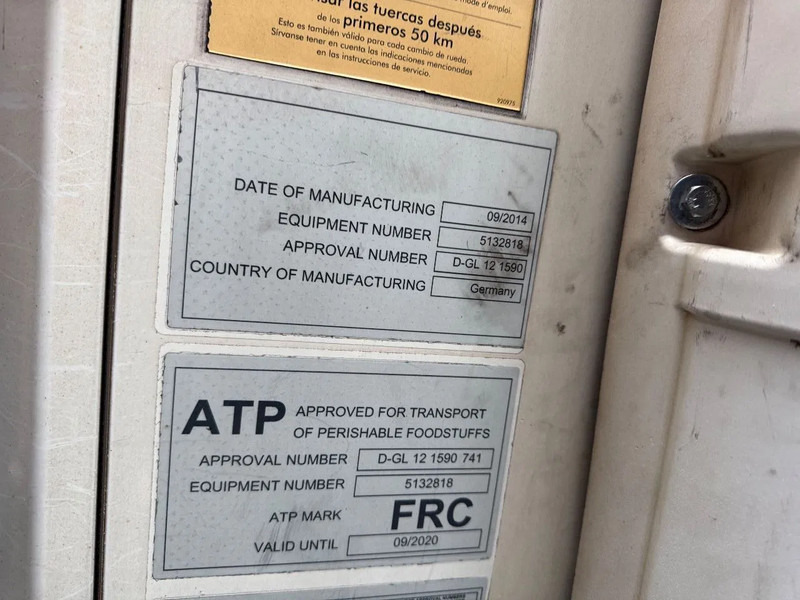 las tuercas después
de los primeros 50 km
Esto es también válido para cada cambio de rueda.
Sírvanse tener en cuenta las indicaciones mencionadas
en las instrucciones de servicio.
920975
DATE OF MANUFACTURING 09/2014
EQUIPMENT NUMBER 5132818
APPROVAL NUMBER D-GL 12 1590
COUNTRY OF MANUFACTURING Germany
ATP APPROVED FOR TRANSPORT
OF PERISHABLE FOODSTUFFS
APPROVAL NUMBER D-GL 12 1590 741
EQUIPMENT NUMBER 5132818
ATP MARK FRC
VALID UNTIL 09/2020